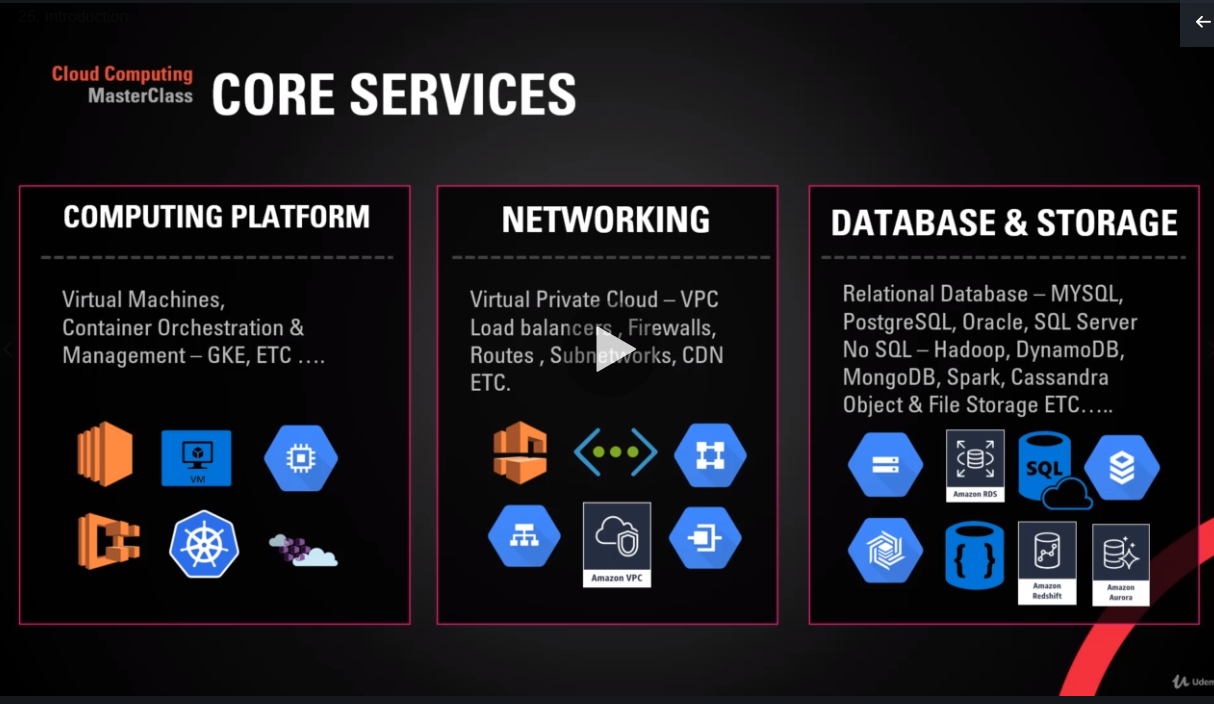 25. Introduction
Cloud Computing
MasterClass
CORE SERVICES
COMPUTING PLATFORM
Virtual Machines,
Container Orchestration &
Management – GKE, ETC ….
VM
NETWORKING
Virtual Private Cloud – VPC
Load balancers , Firewalls,
Routes , Subnetworks, CDN
ETC.
Amazon VPC
DATABASE & STORAGE
Relational Database – MYSQL,
PostgreSQL, Oracle, SQL Server
No SQL – Hadoop, DynamoDB,
MongoDB, Spark, Cassandra
Object & File Storage ETC…..
Amazon RDS
SQL
{ }
Amazon
Redshift
Amazon
Aurora
Udem